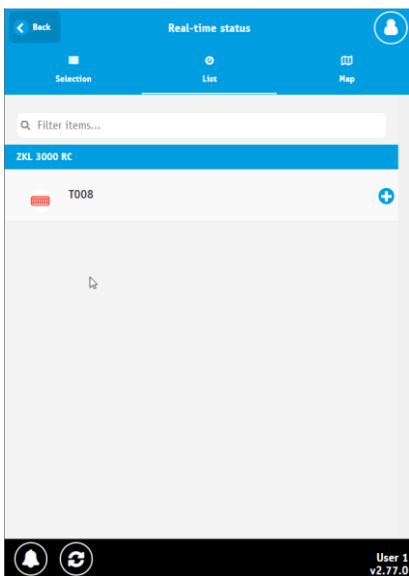 Back
Real-time status
Selection
List
Map
Filter items...
ZKL 3000 RC
T008
User 1
v2.77.0